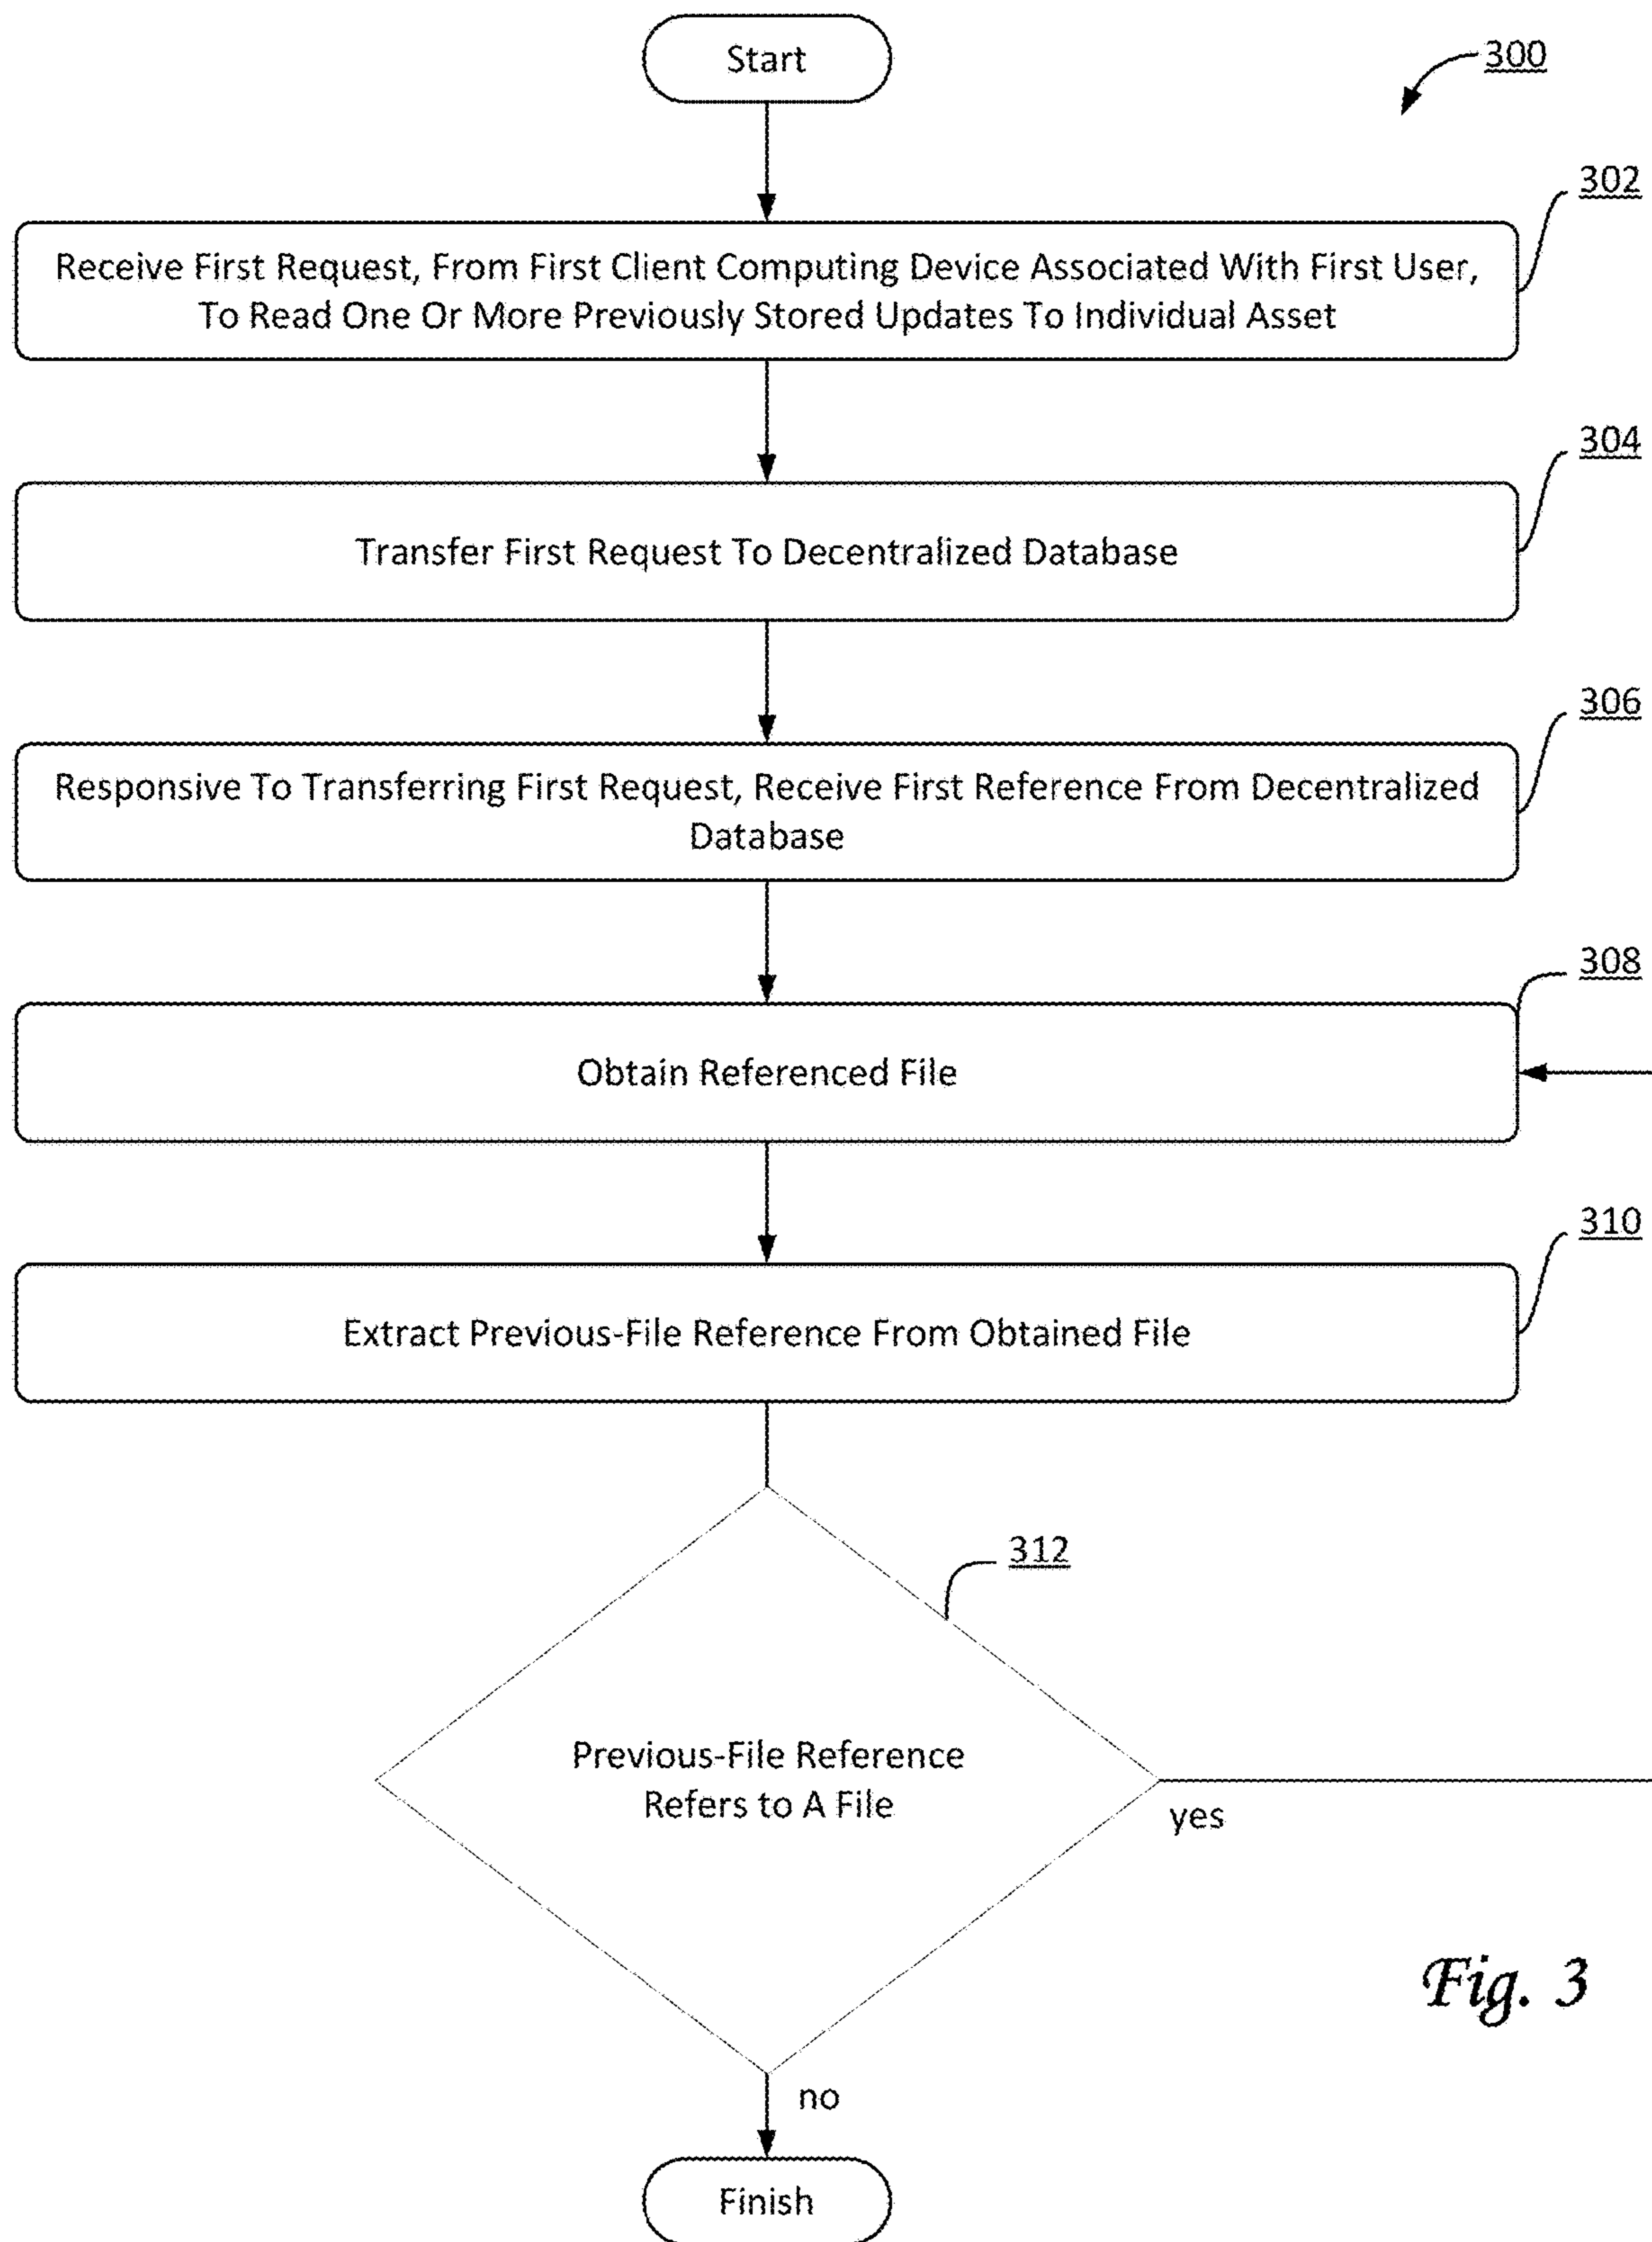 Start
300
302
Receive First Request, From First Client Computing Device Associated With First User,
To Read One Or More Previously Stored Updates To Individual Asset
304
Transfer First Request To Decentralized Database
306
Responsive To Transferring First Request, Receive First Reference From Decentralized
Database
308
Obtain Referenced File
310
Extract Previous-File Reference From Obtained File
312
Previous-File Reference
Refers to A File
yes
Fig. 3
no
Finish